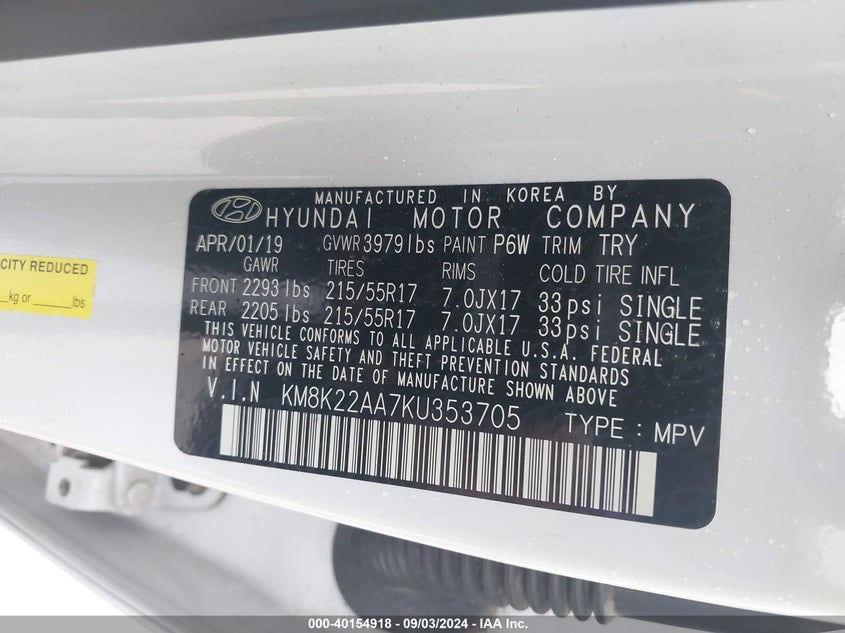 MANUFACTURED IN KOREA BY
HYUNDAI MOTOR COMPANY
APR/01/19 GVWR 3979lbs PAINT P6W TRIM TRY
GAWR TIRES RIMS COLD TIRE INFL
FRONT 2293lbs 215/55R17 7.0JX17 33psi SINGLE
REAR 2205lbs 215/55R17 7.0JX17 33psi SINGLE
THIS VEHICLE CONFORMS TO ALL APPLICABLE U.S.A. FEDERAL
MOTOR VEHICLE SAFETY AND THEFT PREVENTION STANDARDS
IN EFFECT ON THE DATE OF MANUFACTURE SHOWN ABOVE
V.I.N KM8K22AA7KU353705 TYPE : MPV
CITY REDUCED
kg or lbs
000-40154918 - 09/03/2024 - IAA Inc.